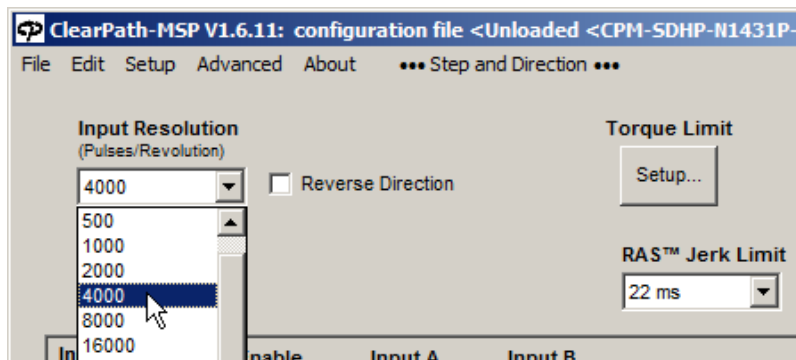 ClearPath-MSP V1.6.11: configuration file <Unloaded <CPM-SDHP-N1431P-
File Edit Setup Advanced About ••• Step and Direction •••
Input Resolution
(Pulses/Revolution)
4000
Reverse Direction
500
1000
2000
4000
8000
16000
Torque Limit
Setup...
RAS™ Jerk Limit
22 ms
Input A Input B